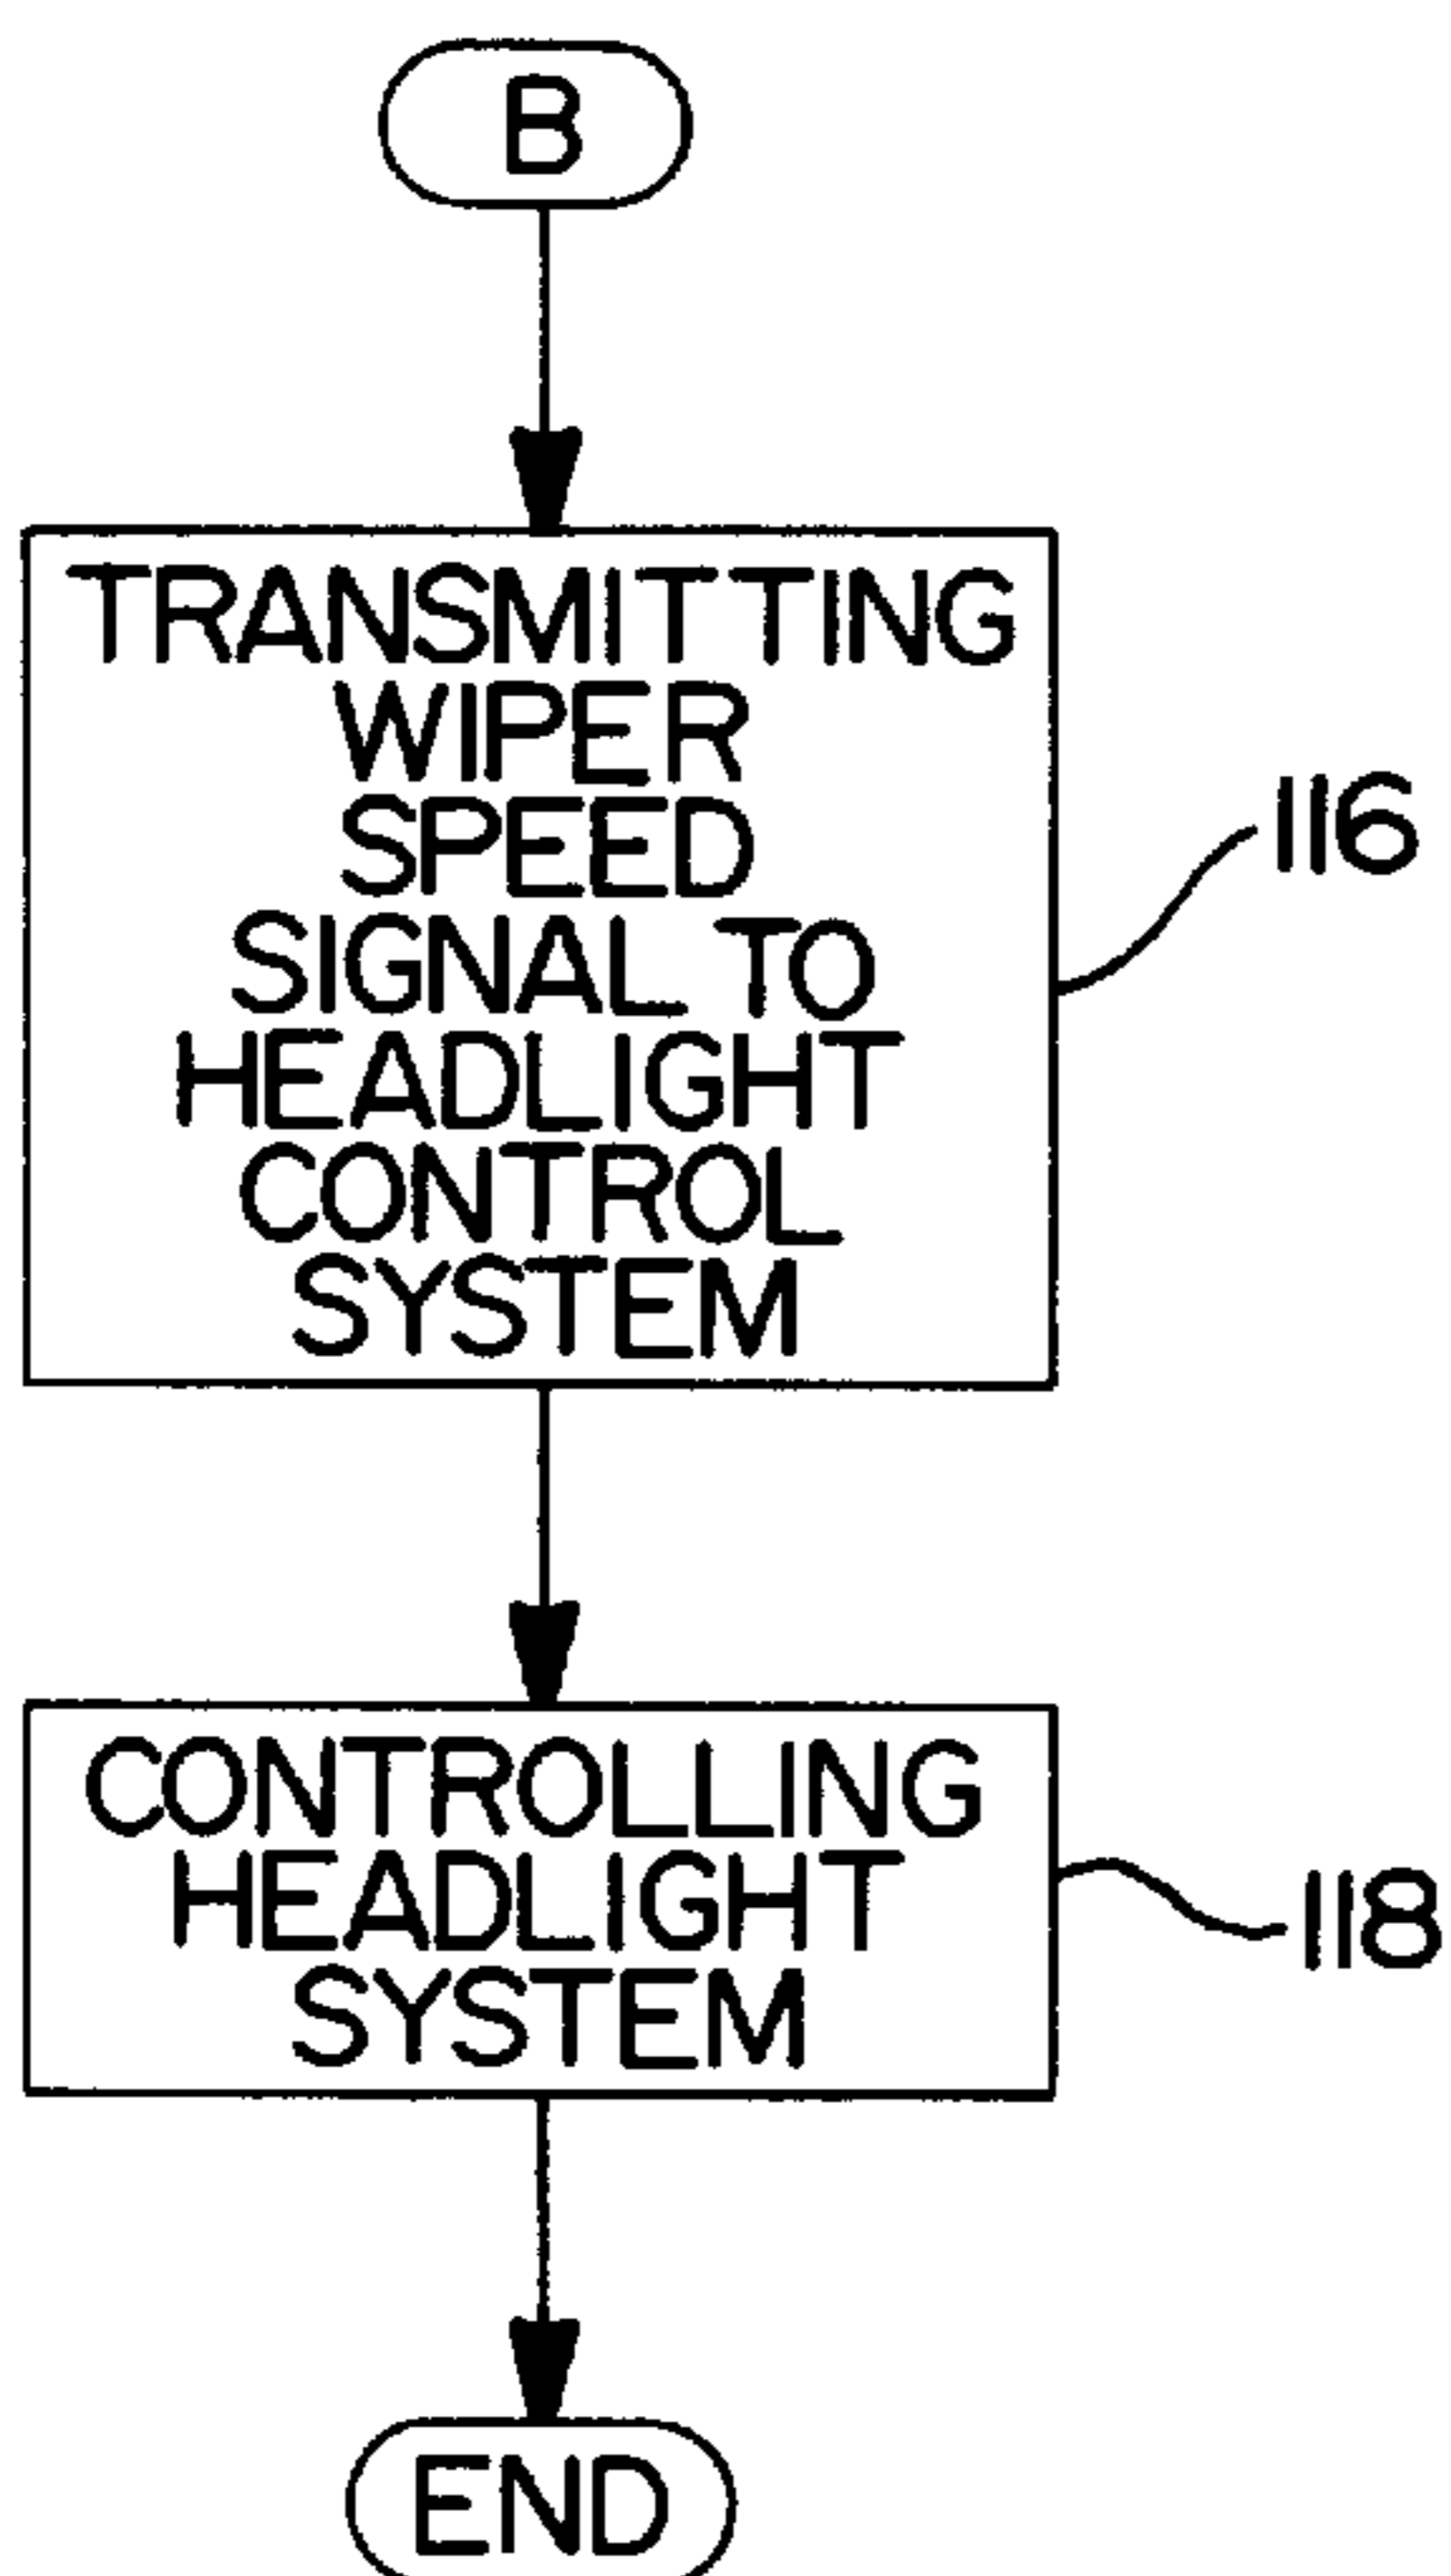 B
TRANSMITTING
WIPER
SPEED
SIGNAL TO
HEADLIGHT
CONTROL
SYSTEM
116
CONTROLLING
HEADLIGHT
SYSTEM
118
END